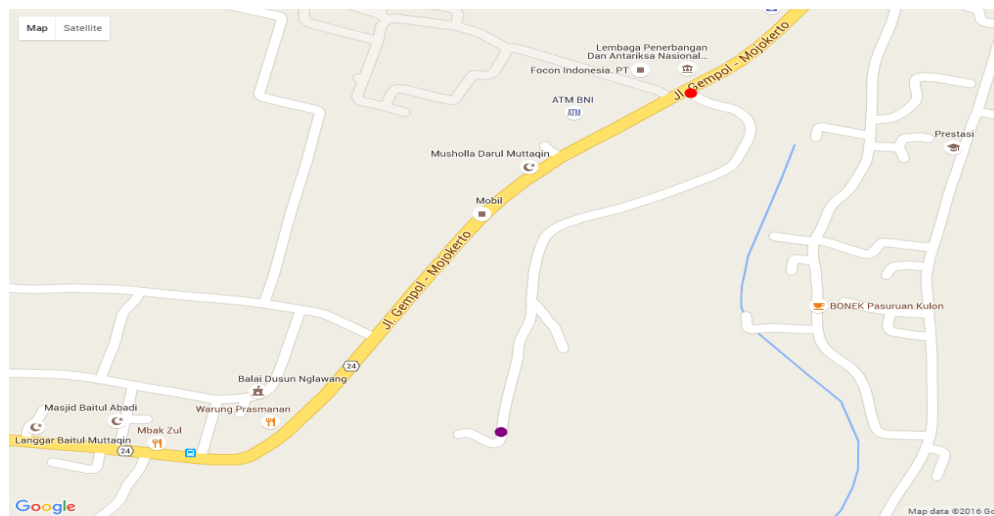 Map Satellite
Lembaga Penerbangan
Dan Antariksa Nasional...
Focon Indonesia. PT
Jl. Gempol - Mojokerto
ATM BNI
ATM
Prestasi
Musholla Darul Muttaqin
Mobil
Jl. Gempol - Mojokerto
BONEK Pasuruan Kulon
24
Balai Dusun Nglawang
Masjid Baitul Abadi
Warung Prasmanan
Mbak Zul
Langgar Baitul Muttaqin
24
Google
Map data ©2016 Go